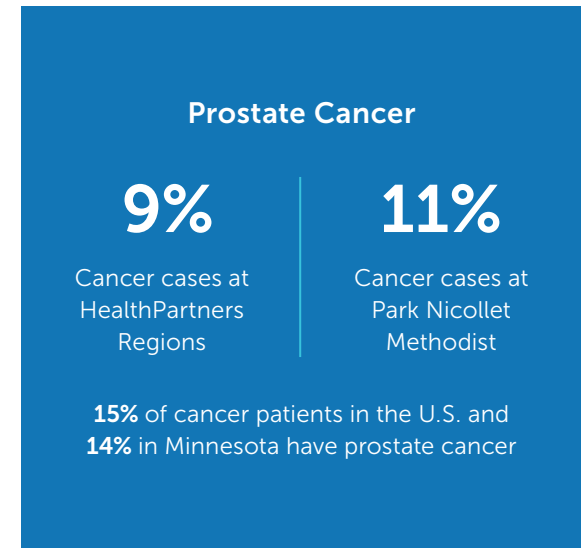 Prostate Cancer
9%
Cancer cases at
HealthPartners
Regions
11%
Cancer cases at
Park Nicollet
Methodist
15% of cancer patients in the U.S. and
14% in Minnesota have prostate cancer